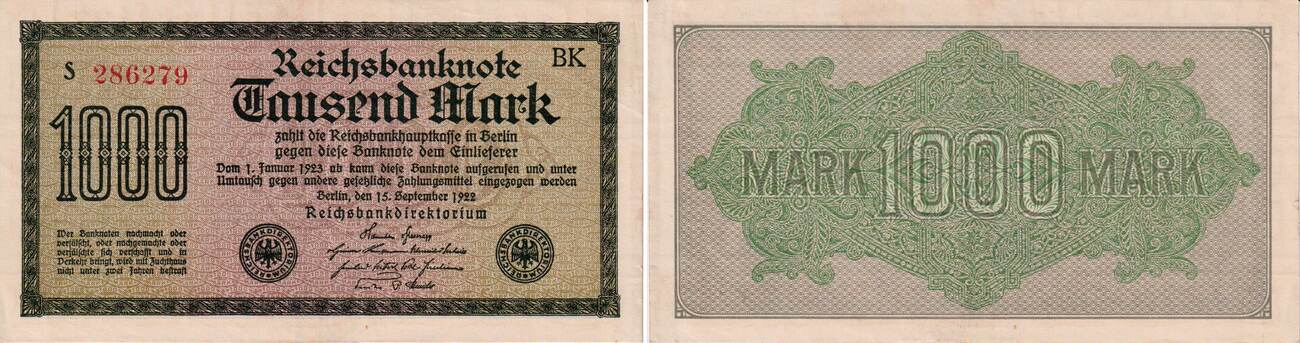 S 286279
BK
Reichsbanknote
Tausend Mark
1000
zahlt die Reichsbankhauptkasse in Berlin
gegen diese Banknote dem Einlieferer
Vom 1. Januar 1923 ab kann diese Banknote aufgerufen und unter
Umtausch gegen andere gesetzliche Zahlungsmittel eingezogen werden
Berlin, den 15. September 1922
Reichsbankdirektorium
Wer Banknoten nachmacht oder
verfälscht, oder nachgemachte oder
verfälschte sich verschafft und in
Verkehr bringt, wird mit Zuchthaus
nicht unter zwei Jahren bestraft
REICHSBANKDIREKTORIUM
REICHSBANKDIREKTORIUM
MARK 1000 MARK